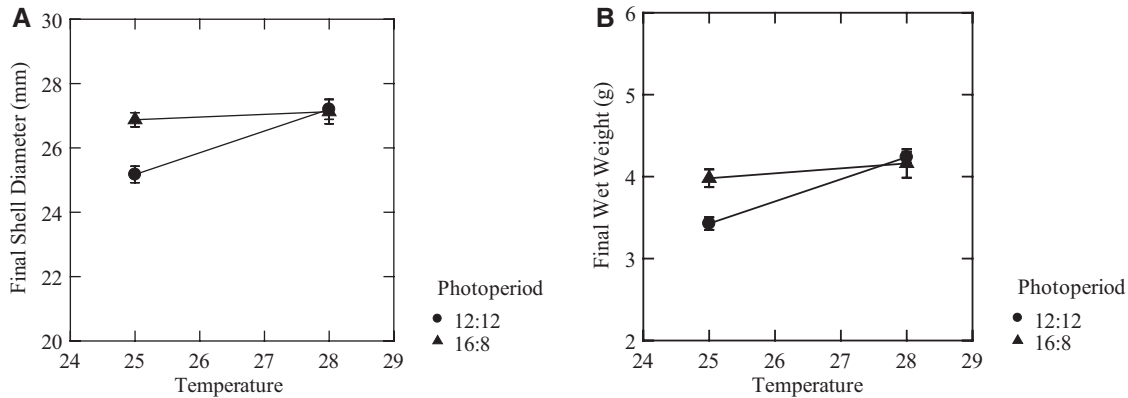 A
30
28
26
24
22
20
Final Shell Diameter (mm)
24 25 26 27 28 29
Temperature
Photoperiod
12:12
16:8
B
6
5
4
3
2
Final Wet Weight (g)
24 25 26 27 28 29
Temperature
Photoperiod
12:12
16:8